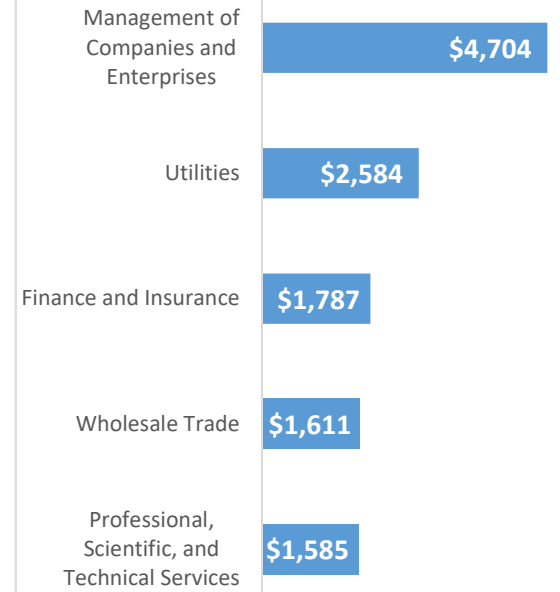 Management of
Companies and
Enterprises
$4,704
Utilities
$2,584
Finance and Insurance
$1,787
Wholesale Trade
$1,611
Professional,
Scientific, and
Technical Services
$1,585